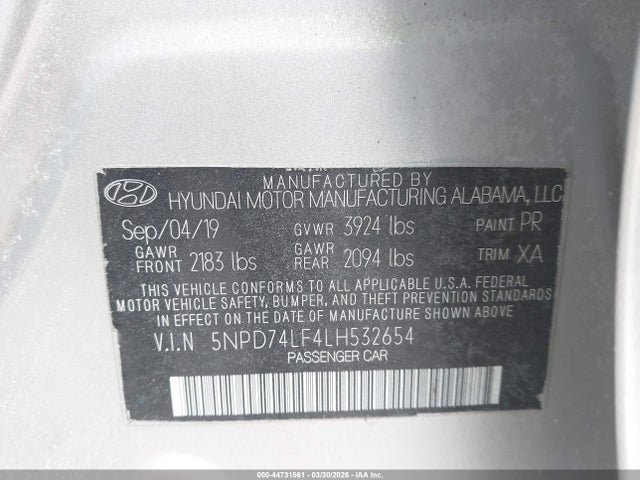 MANUFACTURED BY
HYUNDAI MOTOR MANUFACTURING ALABAMA, LLC
Sep/04/19 GVWR 3924 lbs PAINT PR
GAWR FRONT 2183 lbs GAWR REAR 2094 lbs TRIM XA
THIS VEHICLE CONFORMS TO ALL APPLICABLE U.S.A. FEDERAL
MOTOR VEHICLE SAFETY, BUMPER, AND THEFT PREVENTION STANDARDS
IN EFFECT ON THE DATE OF MANUFACTURE SHOWN ABOVE.
V.I.N 5NPD74LF4LH532654
PASSENGER CAR
000-44731561 | 03/30/2026 - IAA Inc.